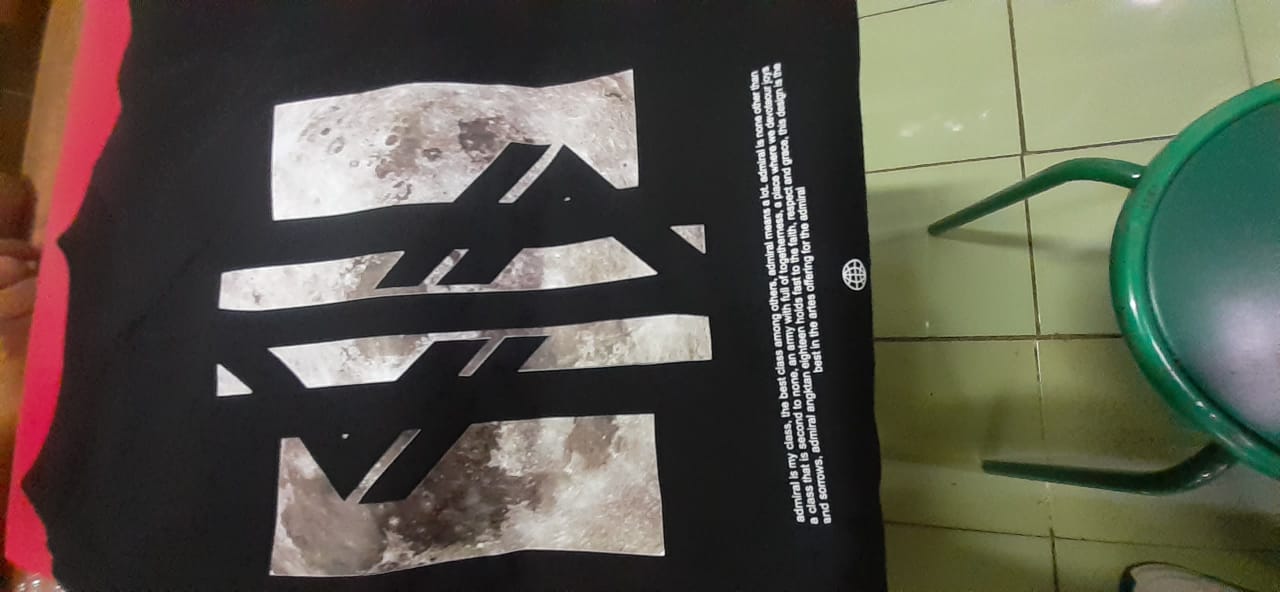 admiral is my class, the best class among others, admiral means a lot. admiral is none other than
a class that is second to none, an army with full of togetherness, a place where we devotaour joys
and sorrows, admiral angktan eighteen holds fast to the faith, respect and grace, this design is the
best in the artes offering for the admiral